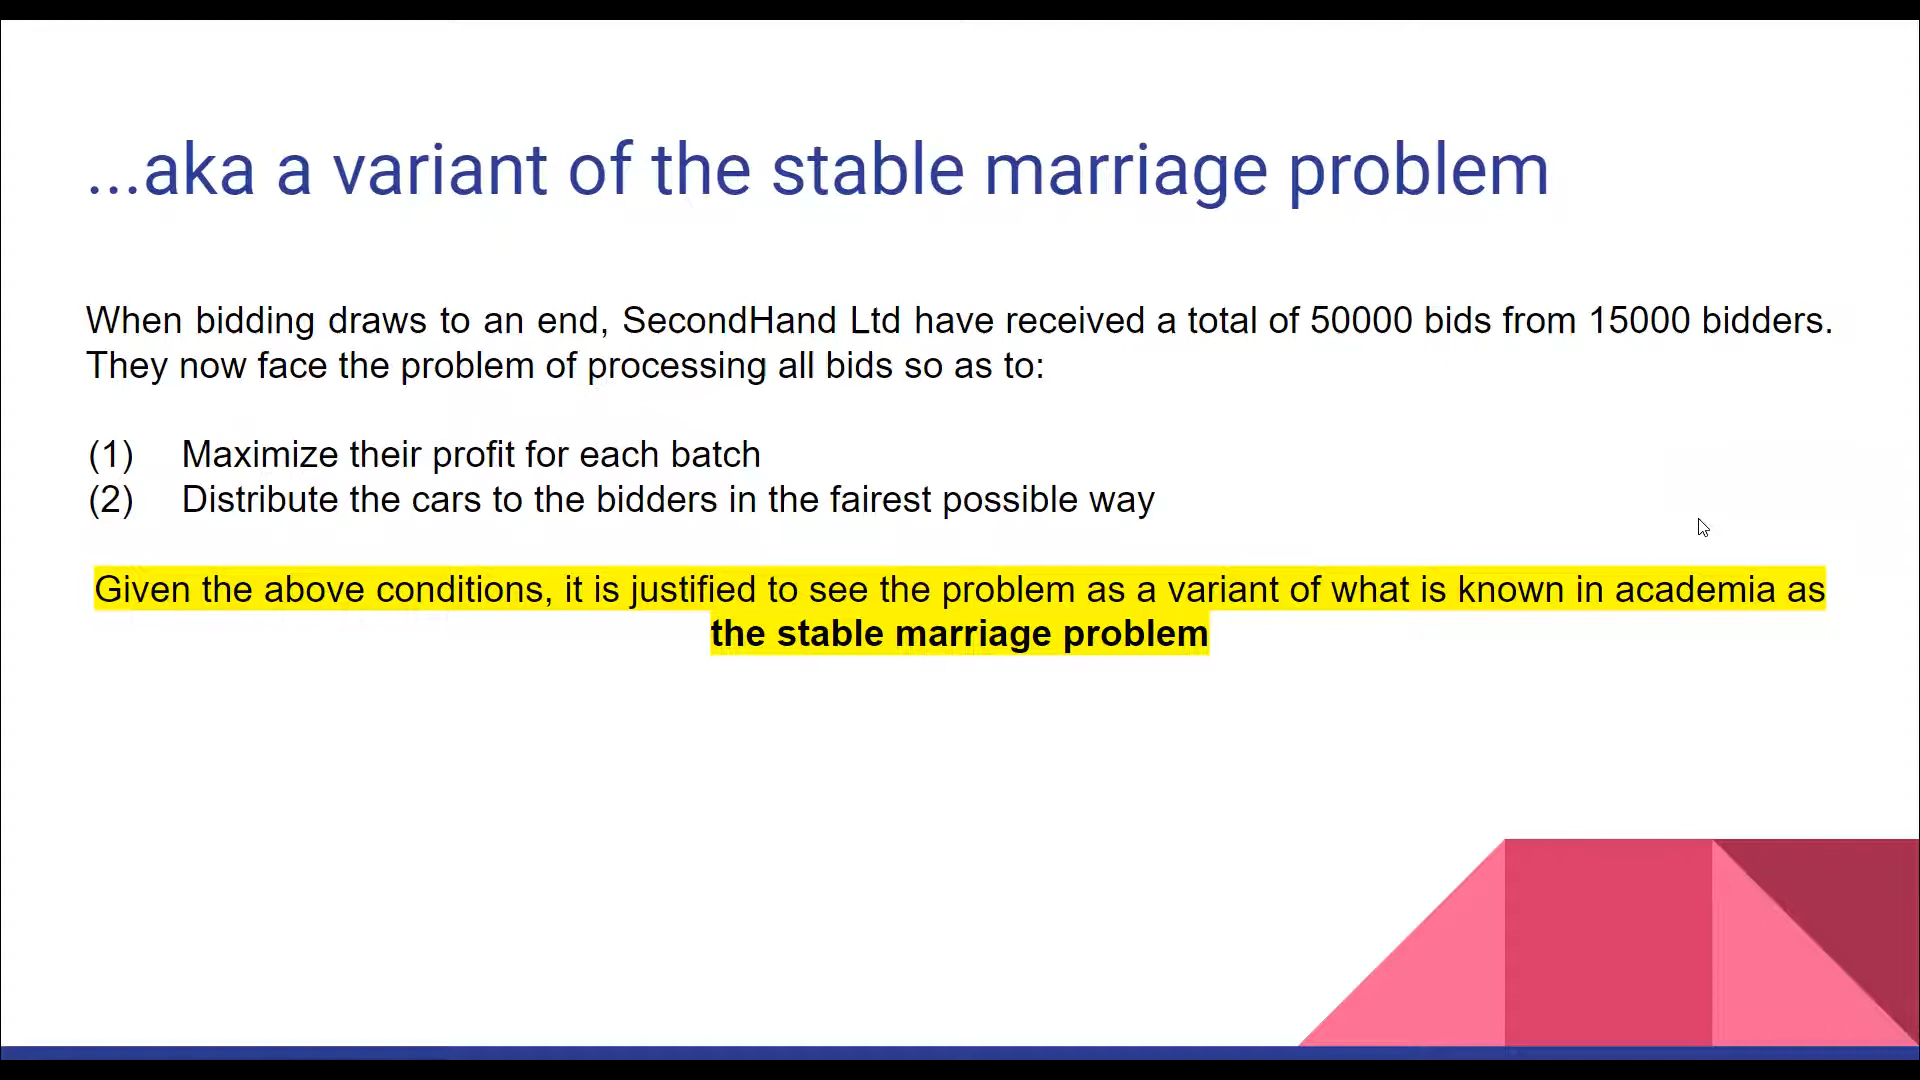 ...aka a variant of the stable marriage problem
When bidding draws to an end, SecondHand Ltd have received a total of 50000 bids from 15000 bidders.
They now face the problem of processing all bids so as to:
(1) Maximize their profit for each batch
(2) Distribute the cars to the bidders in the fairest possible way
Given the above conditions, it is justified to see the problem as a variant of what is known in academia as
the stable marriage problem